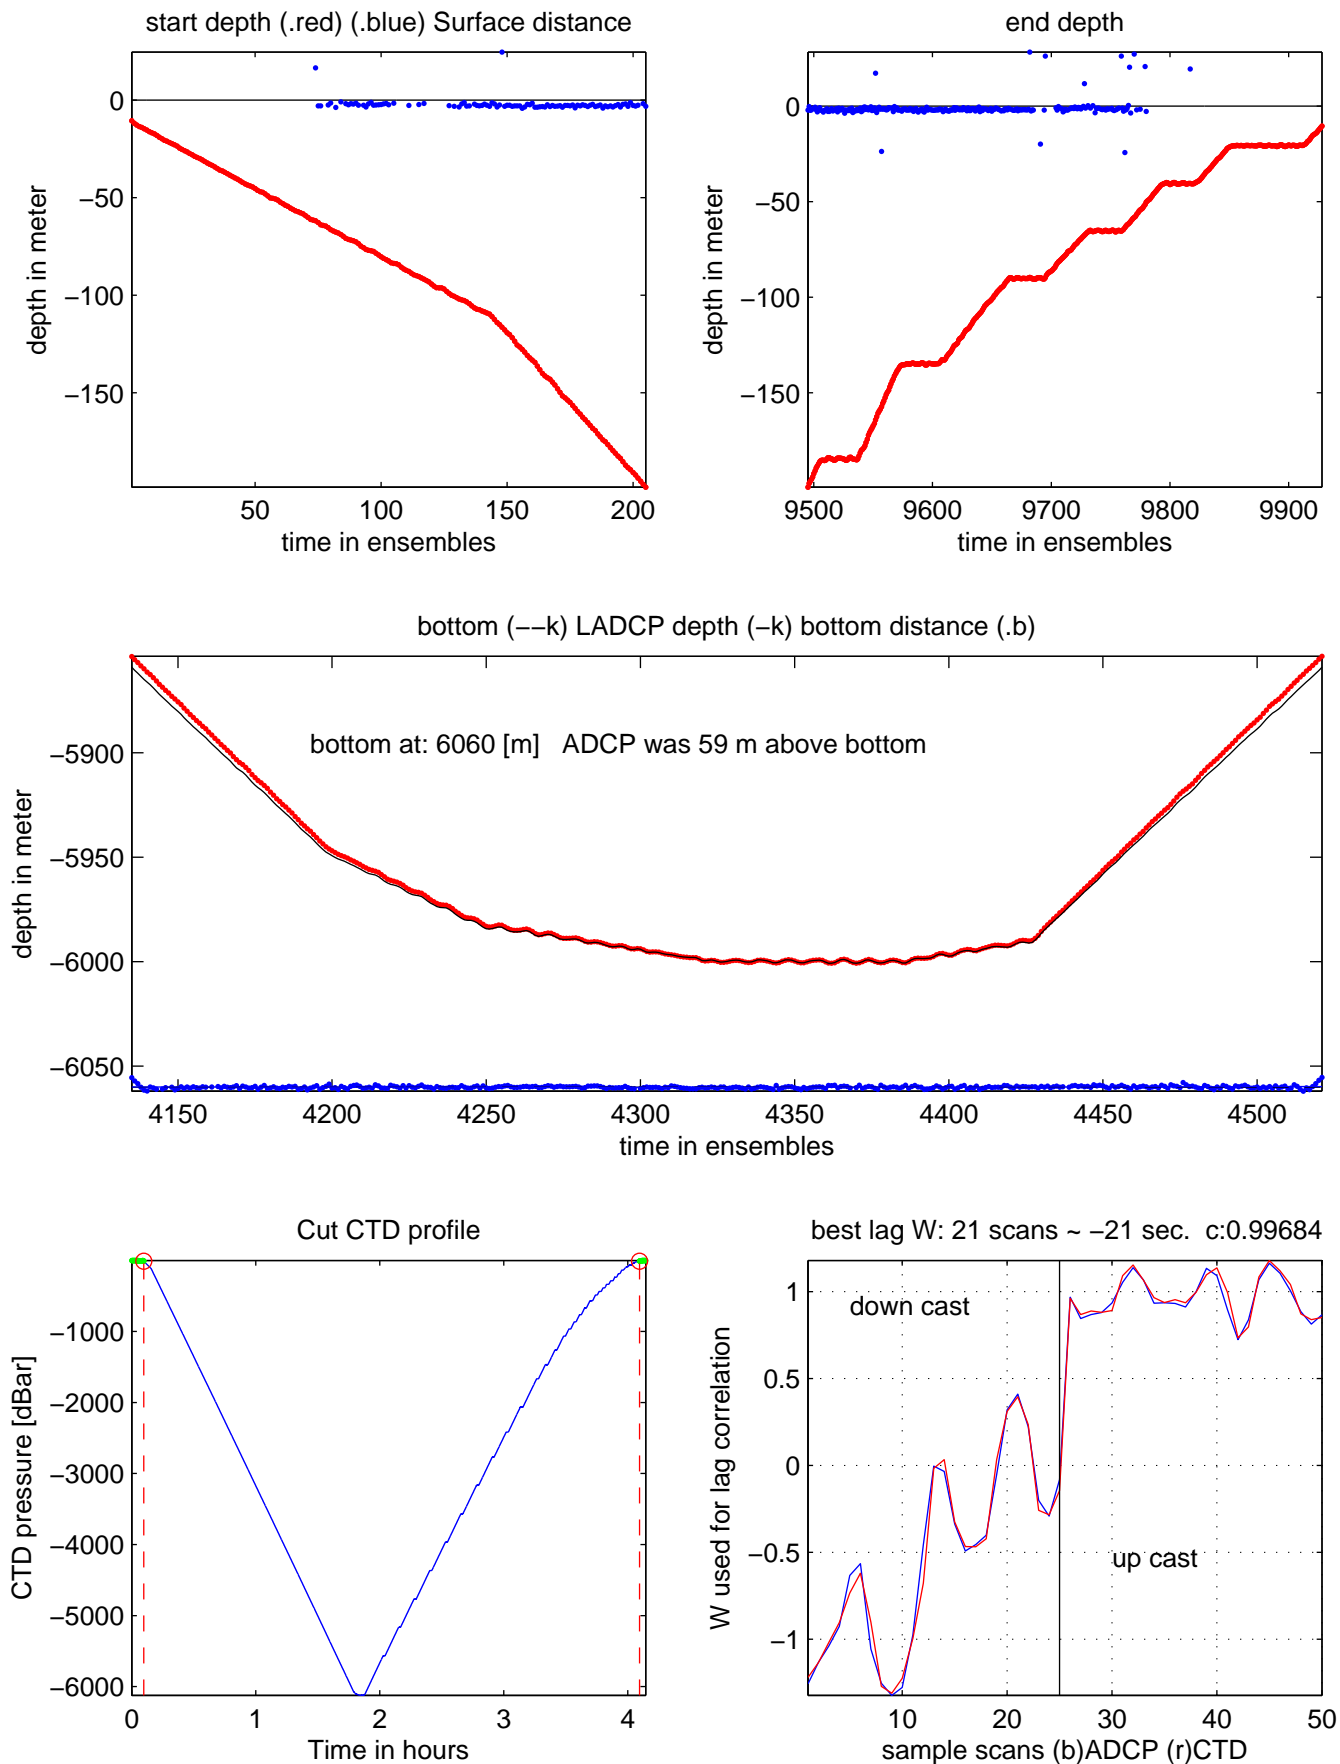 start depth (.red) (.blue) Surface distance
0
−50
−100
−150
depth in meter
50 100 150 200
time in ensembles
end depth
0
−50
−100
−150
depth in meter
9500 9600 9700 9800 9900
time in ensembles
bottom (−−k) LADCP depth (−k) bottom distance (.b)
bottom at: 6060 [m] ADCP was 59 m above bottom
−5900
−5950
−6000
−6050
depth in meter
4150 4200 4250 4300 4350 4400 4450 4500
time in ensembles
Cut CTD profile
−1000
−2000
−3000
−4000
−5000
−6000
CTD pressure [dBar]
0 1 2 3 4
Time in hours
best lag W: 21 scans ~ −21 sec. c:0.99684
down cast
up cast
1
0.5
0
−0.5
−1
W used for lag correlation
10 20 30 40 50
sample scans (b)ADCP (r)CTD